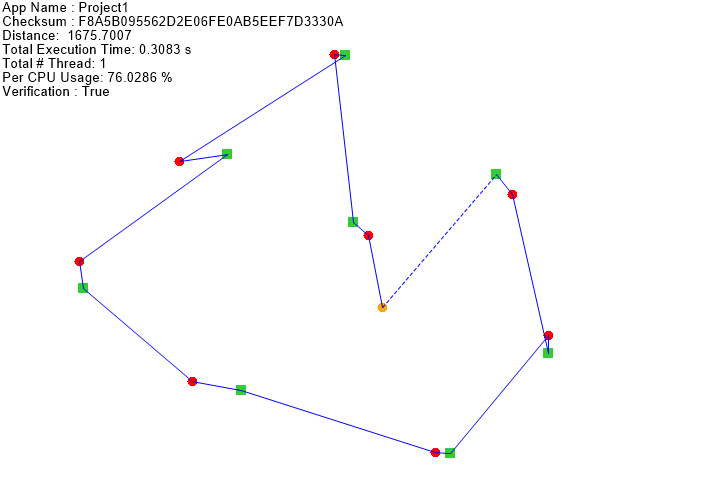 App Name : Project1
Checksum : F8A5B095562D2E06FE0AB5EEF7D3330A
Distance:  1675.7007
Total Execution Time: 0.3083 s
Total # Thread: 1
Per CPU Usage: 76.0286 %
Verification : True